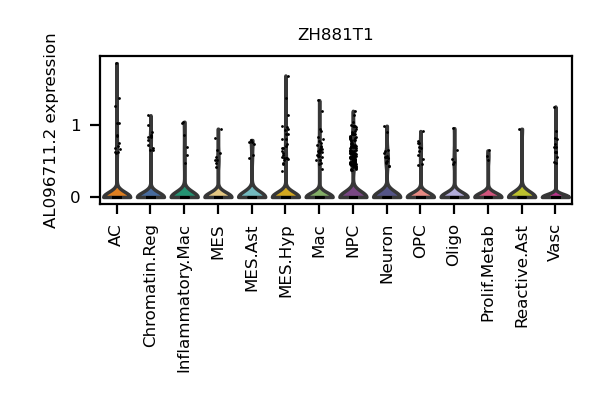 ZH881T1
AL096711.2 expression
1
0
AC
Chromatin.Reg
Inflammatory.Mac
MES
MES.Ast
MES.Hyp
Mac
NPC
Neuron
OPC
Oligo
Prolif.Metab
Reactive.Ast
Vasc